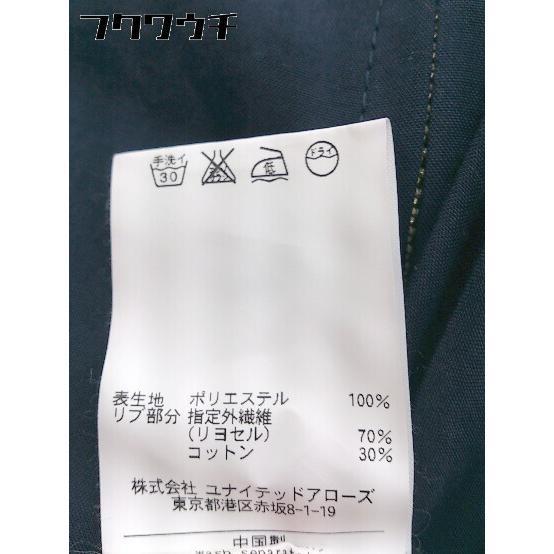 フクワウチ
手洗イ
30
低
ドライ
表生地 ポリエステル 100%
リブ部分 指定外繊維
(リヨセル) 70%
コットン 30%
株式会社 ユナイテッドアローズ
東京都港区赤坂8-1-19
中国製